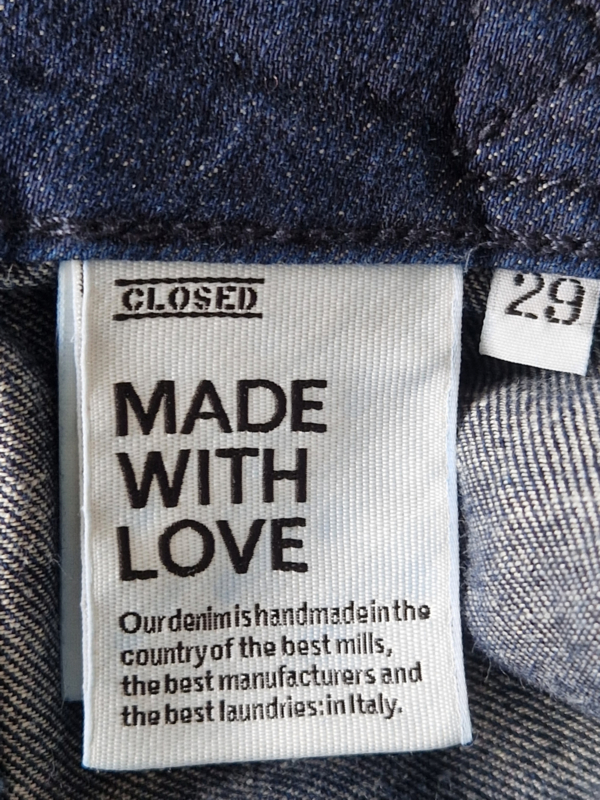 CLOSED
29
MADE
WITH
LOVE
Our denim is handmade in the
country of the best mills,
the best manufacturers and
the best laundries: in Italy.